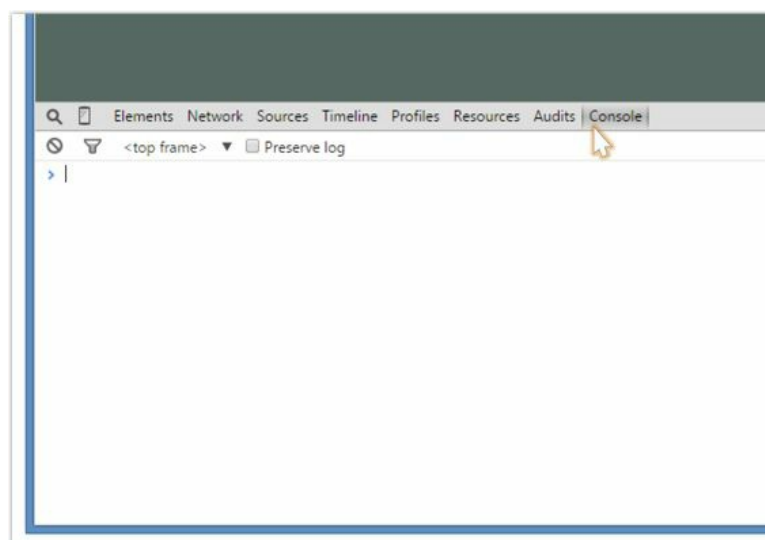 Elements Network Sources Timeline Profiles Resources Audits Console
<top frame> ▼ Preserve log
>